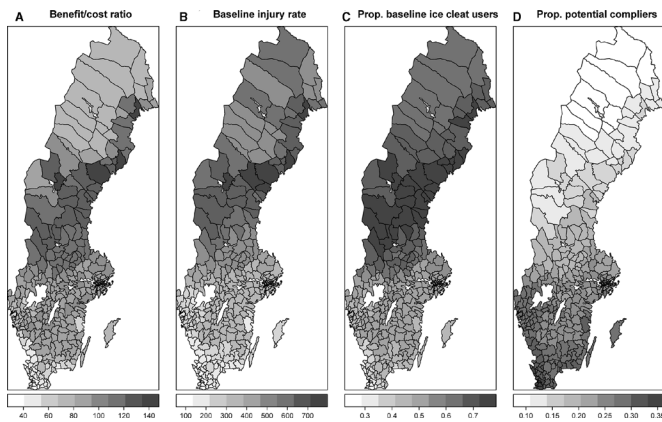 A Benefit/cost ratio
B Baseline injury rate
C Prop. baseline ice cleat users
D Prop. potential compliers
40 60 80 100 120 140
100 200 300 400 500 600 700
0.3 0.4 0.5 0.6 0.7
0.10 0.15 0.20 0.25 0.30 0.35